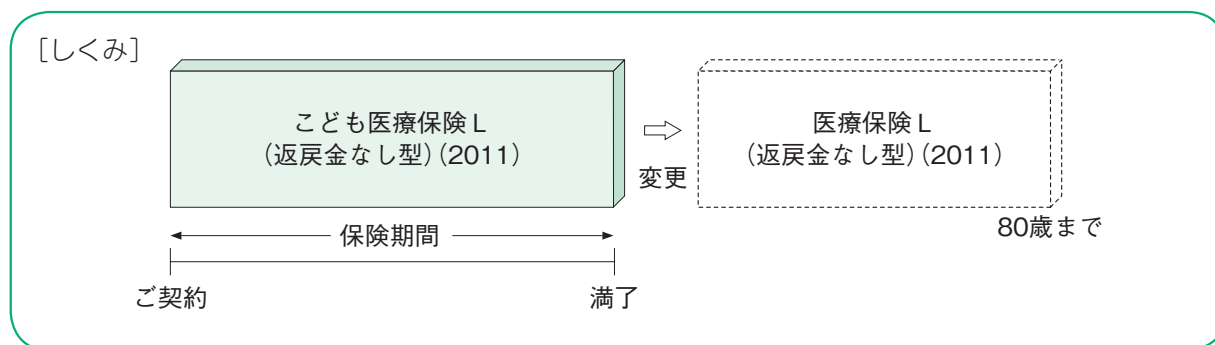 [しくみ]
こども医療保険L
(返戻金なし型)(2011)
変更
医療保険L
(返戻金なし型)(2011)
80歳まで
保険期間
ご契約
満了